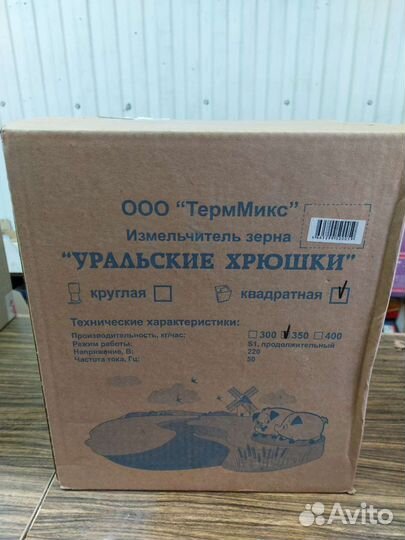 ООО "ТермМикс"
Измельчитель зерна
"УРАЛЬСКИЕ ХРЮШКИ"
круглая квадратная
Технические характеристики:
Производительность, кг/час: 300 350 400
Режим работы: S1, продолжительный
Напряжение, В: 220
Частота тока, Гц: 50
Avito